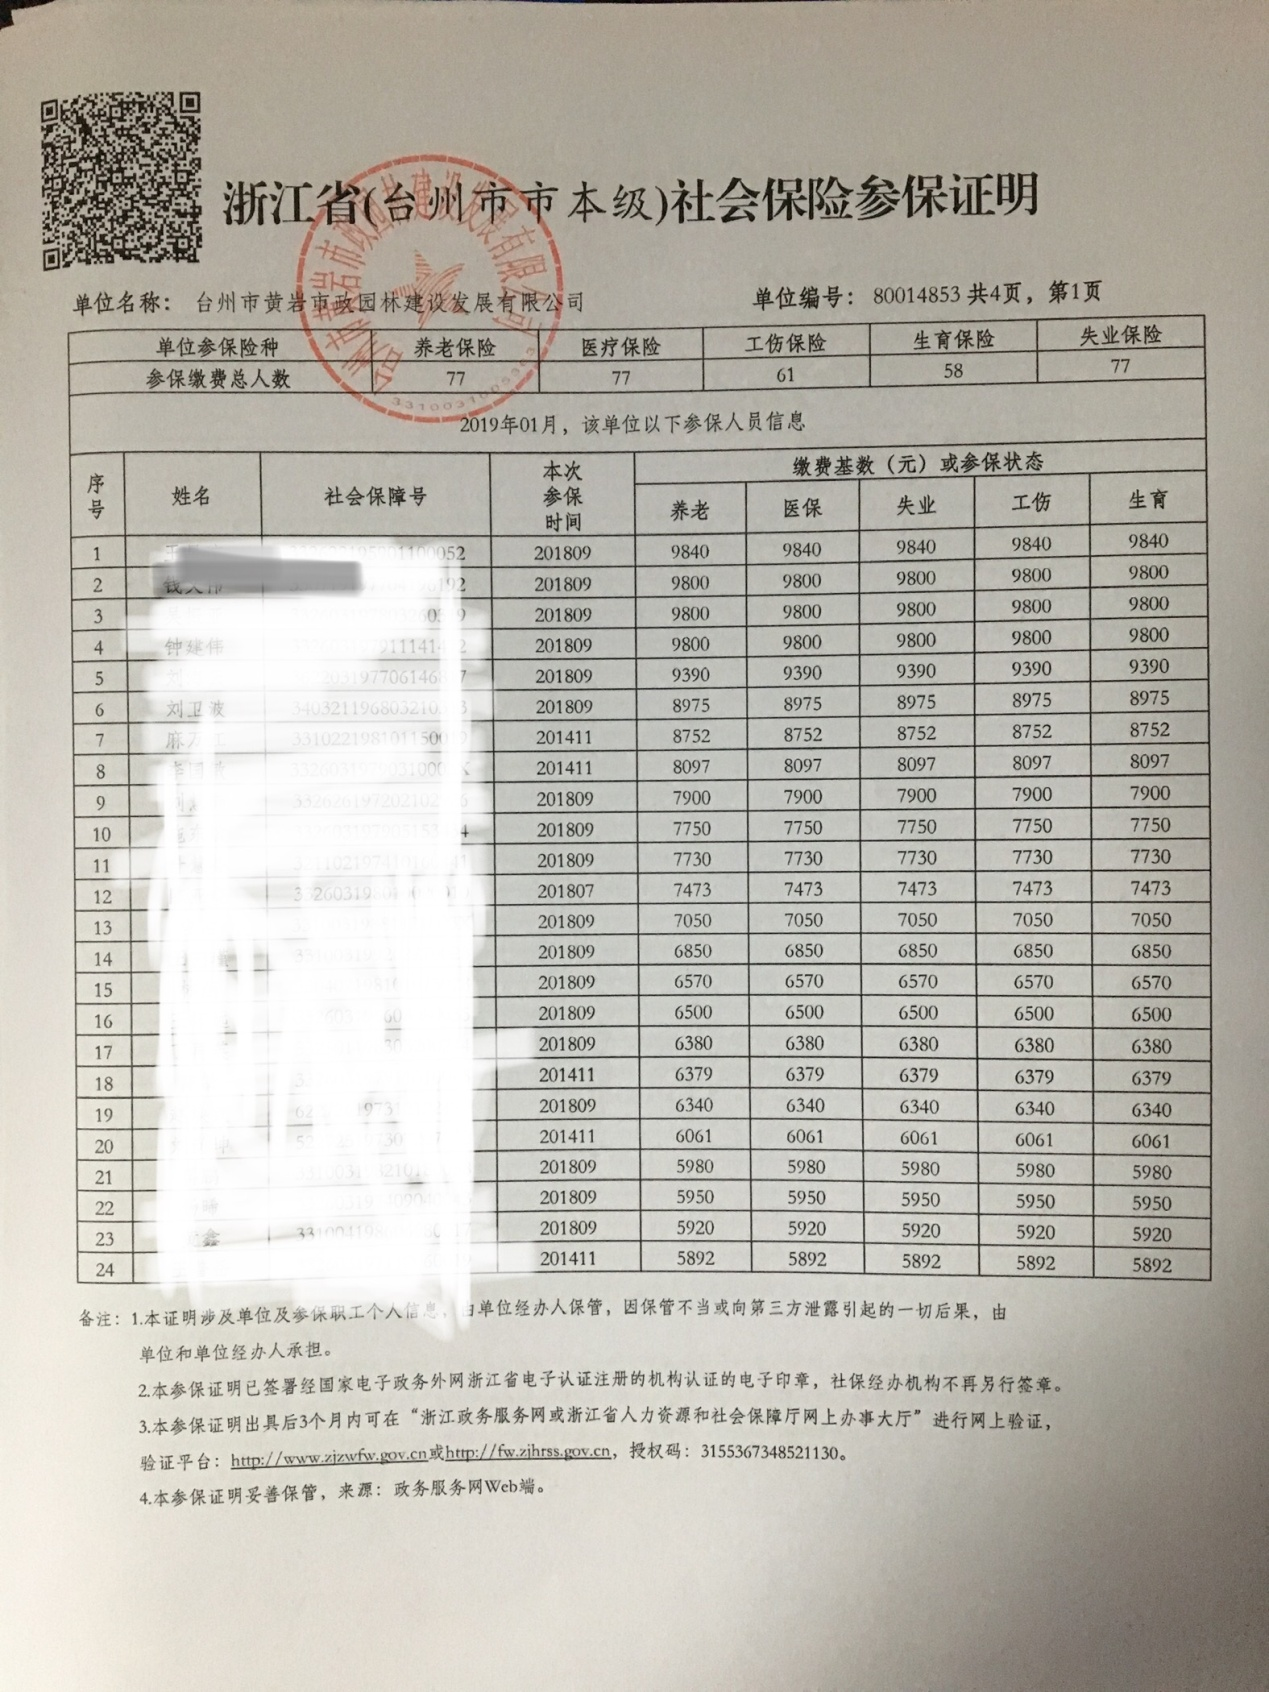 浙江省(台州市市本级)社会保险参保证明
单位名称： 台州市黄岩市政园林建设发展有限公司 单位编号： 80014853 共4页，第1页
单位参保险种 养老保险 医疗保险 工伤保险 生育保险 失业保险
参保缴费总人数 77 77 61 58 77
2019年01月，该单位以下参保人员信息
序号 姓名 社会保障号 本次参保时间 缴费基数（元）或参保状态
养老 医保 失业 工伤 生育
1 201809 9840 9840 9840 9840 9840
2 201809 9800 9800 9800 9800 9800
3 201809 9800 9800 9800 9800 9800
4 201809 9800 9800 9800 9800 9800
5 201809 9390 9390 9390 9390 9390
6 201809 8975 8975 8975 8975 8975
7 201411 8752 8752 8752 8752 8752
8 201411 8097 8097 8097 8097 8097
9 201809 7900 7900 7900 7900 7900
10 201809 7750 7750 7750 7750 7750
11 201809 7730 7730 7730 7730 7730
12 201807 7473 7473 7473 7473 7473
13 201809 7050 7050 7050 7050 7050
14 201809 6850 6850 6850 6850 6850
15 201809 6570 6570 6570 6570 6570
16 201809 6500 6500 6500 6500 6500
17 201809 6380 6380 6380 6380 6380
18 201411 6379 6379 6379 6379 6379
19 201809 6340 6340 6340 6340 6340
20 201411 6061 6061 6061 6061 6061
21 201809 5980 5980 5980 5980 5980
22 201809 5950 5950 5950 5950 5950
23 201809 5920 5920 5920 5920 5920
24 201411 5892 5892 5892 5892 5892
备注：1.本证明涉及单位及参保职工个人信息，由单位经办人保管，因保管不当或向第三方泄露引起的一切后果，由
单位和单位经办人承担。
2.本参保证明已签署经国家电子政务外网浙江省电子认证注册的机构认证的电子印章，社保经办机构不再另行签章。
3.本参保证明出具后3个月内可在“浙江政务服务网或浙江省人力资源和社会保障厅网上办事大厅”进行网上验证，
验证平台：http://www.zjzwfw.gov.cn或http://fw.zjhrss.gov.cn，授权码：3155367348521130。
4.本参保证明妥善保管，来源：政务服务网Web端。